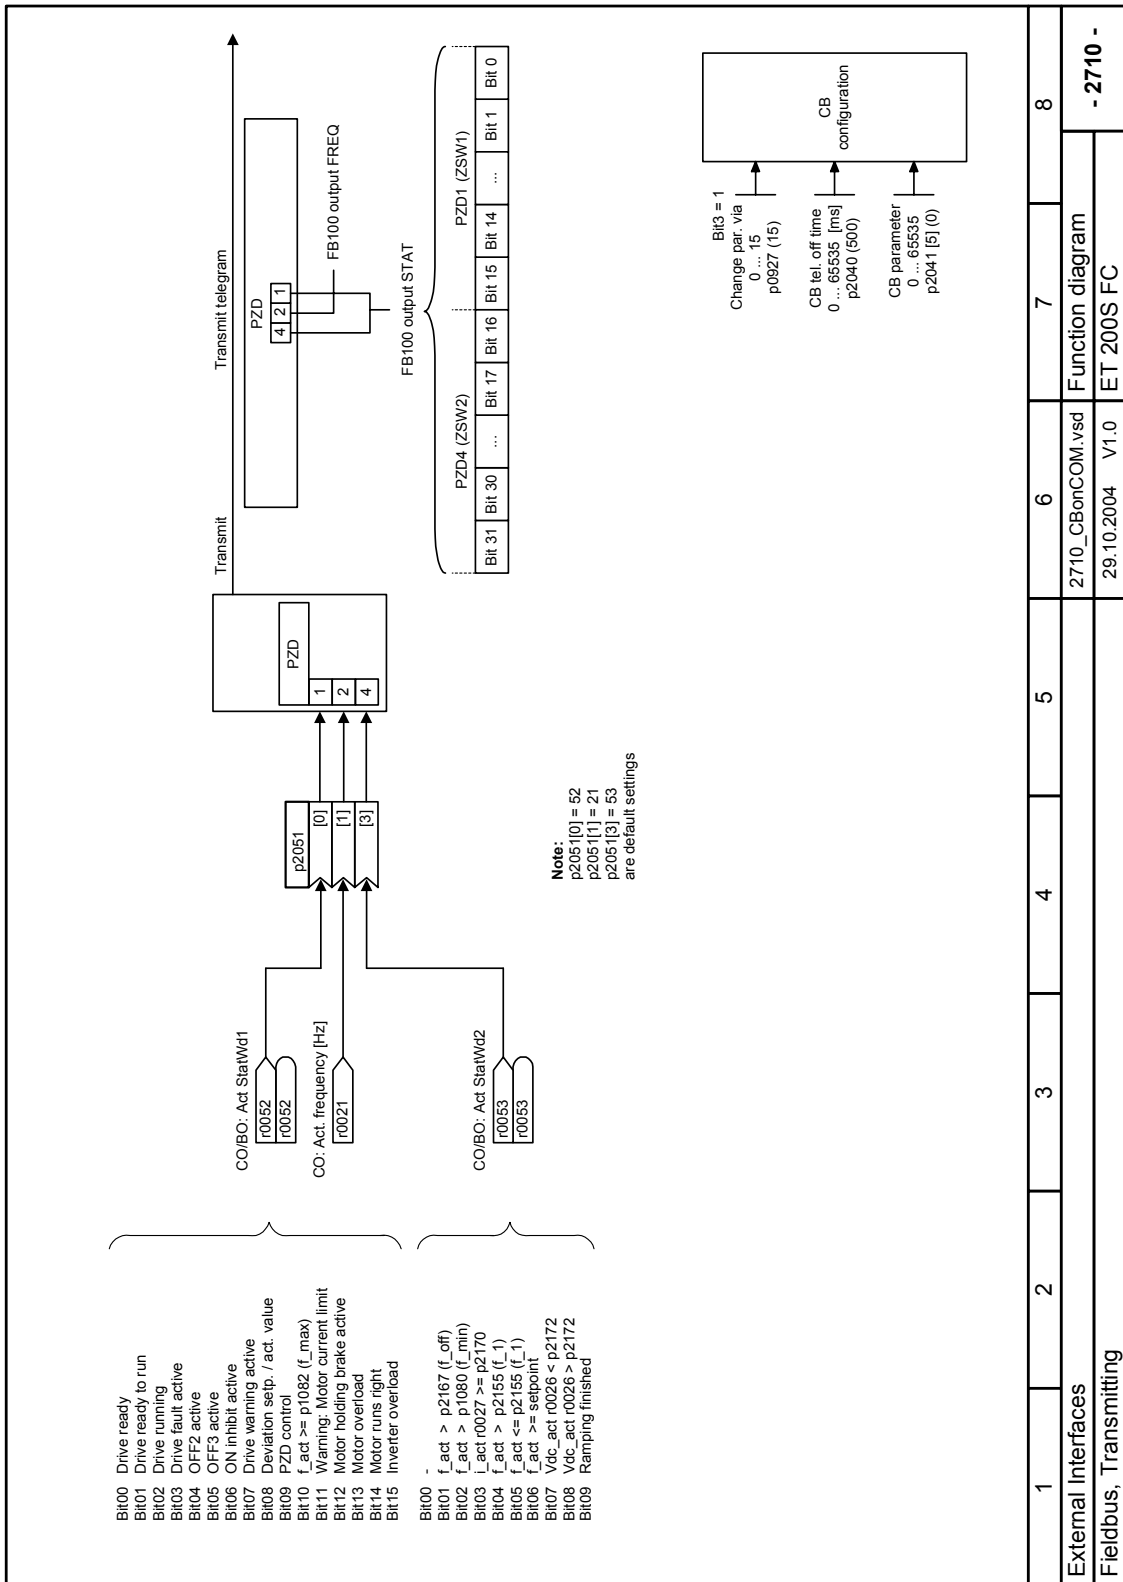 Bit00 Drive ready
Bit01 Drive ready to run
Bit02 Drive running
Bit03 Drive fault active
Bit04 OFF2 active
Bit05 OFF3 active
Bit06 ON inhibit active
Bit07 Drive warning active
Bit08 Deviation setp. / act. value
Bit09 PZD control
Bit10 f_act >= p1082 (f_max)
Bit11 Warning: Motor current limit
Bit12 Motor holding brake active
Bit13 Motor overload
Bit14 Motor runs right
Bit15 Inverter overload
Bit00 -
Bit01 f_act > p2167 (f_off)
Bit02 f_act > p1080 (f_min)
Bit03 i_act r0027 >= p2170
Bit04 f_act > p2155 (f_1)
Bit05 f_act <= p2155 (f_1)
Bit06 f_act >= setpoint
Bit07 Vdc_act r0026 < p2172
Bit08 Vdc_act r0026 > p2172
Bit09 Ramping finished
CO/BO: Act StatWd1
r0052
r0052
CO: Act. frequency [Hz]
r0021
CO/BO: Act StatWd2
r0053
r0053
p2051
[0]
[1]
[3]
Note:
p2051[0] = 52
p2051[1] = 21
p2051[3] = 53
are default settings
PZD
1
2
4
Transmit
Transmit telegram
PZD
4 2 1
FB100 output FREQ
FB100 output STAT
PZD4 (ZSW2) PZD1 (ZSW1)
Bit 31 Bit 30 ... Bit 17 Bit 16 Bit 15 Bit 14 ... Bit 1 Bit 0
Bit3 = 1
Change par. via
0 ... 15
p0927 (15)
CB tel. off time
0 ... 65535 [ms]
p2040 (500)
CB parameter
0 ... 65535
p2041 [5] (0)
CB
configuration
1 2 3 4 5 6 7 8
External Interfaces 2710_CBonCOM.vsd Function diagram - 2710 -
Fieldbus, Transmitting 29.10.2004 V1.0 ET 200S FC